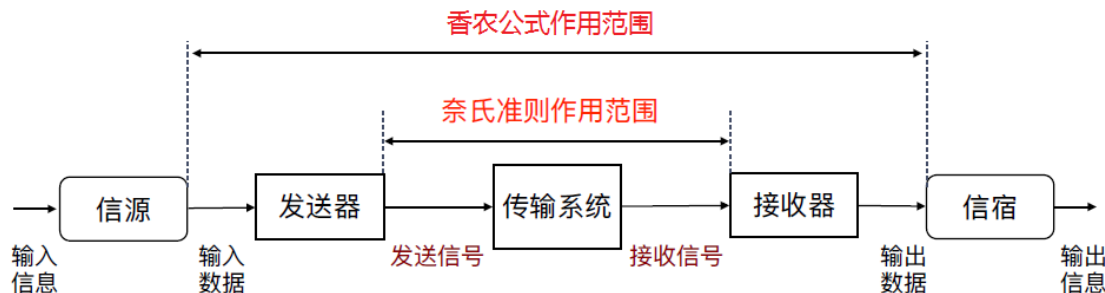 香农公式作用范围
奈氏准则作用范围
信源
发送器
传输系统
接收器
信宿
输入
信息
输入
数据
发送信号
接收信号
输出
数据
输出
信息